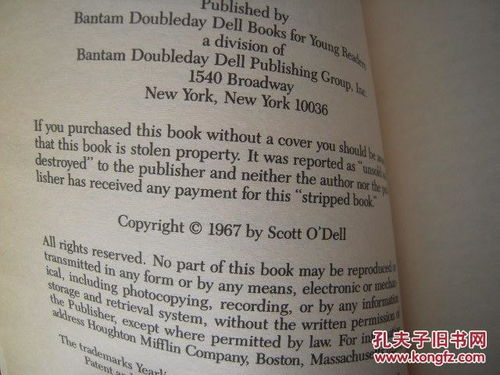 Published by
Bantam Doubleday Dell Books for Young Readers
a division of
Bantam Doubleday Dell Publishing Group, Inc.
1540 Broadway
New York, New York 10036
If you purchased this book without a cover you should be
that this book is stolen property. It was reported as "unsold
destroyed" to the publisher and neither the author nor the
lisher has received any payment for this "stripped book."
Copyright © 1967 by Scott O'Dell
All rights reserved. No part of this book may be reproduced or
transmitted in any form or by any means, electronic or mechan-
ical, including photocopying, recording, or by any information
storage and retrieval system, without the written permission of
the Publisher, except where permitted by law. For
address Houghton Mifflin Company, Boston, Massachusetts
The trademarks
Patent
孔夫子旧书网
www.kongfz.com